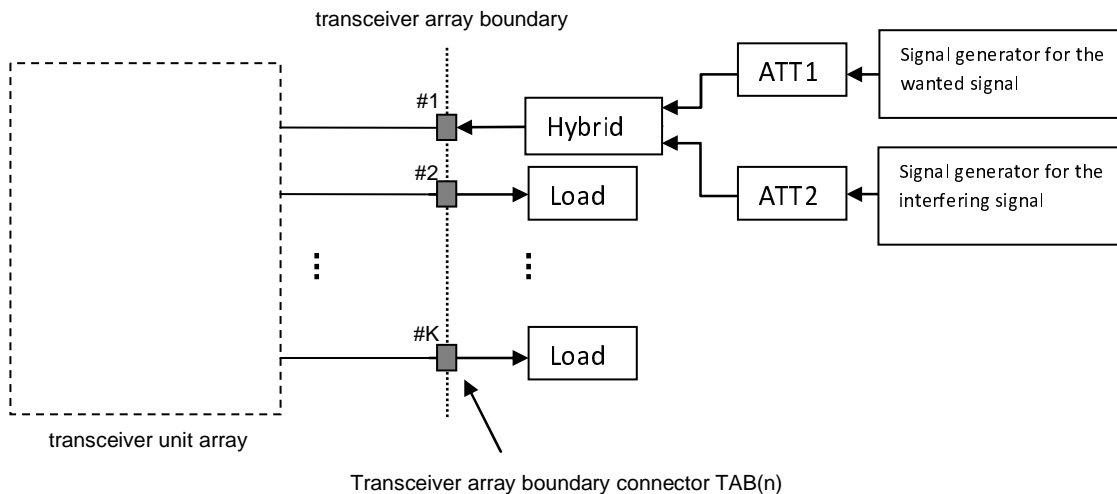 transceiver array boundary
Signal generator for the
wanted signal
ATT1
#1
Hybrid
#2
Load
Signal generator for the
interfering signal
ATT2
#K
Load
transceiver unit array
Transceiver array boundary connector TAB(n)